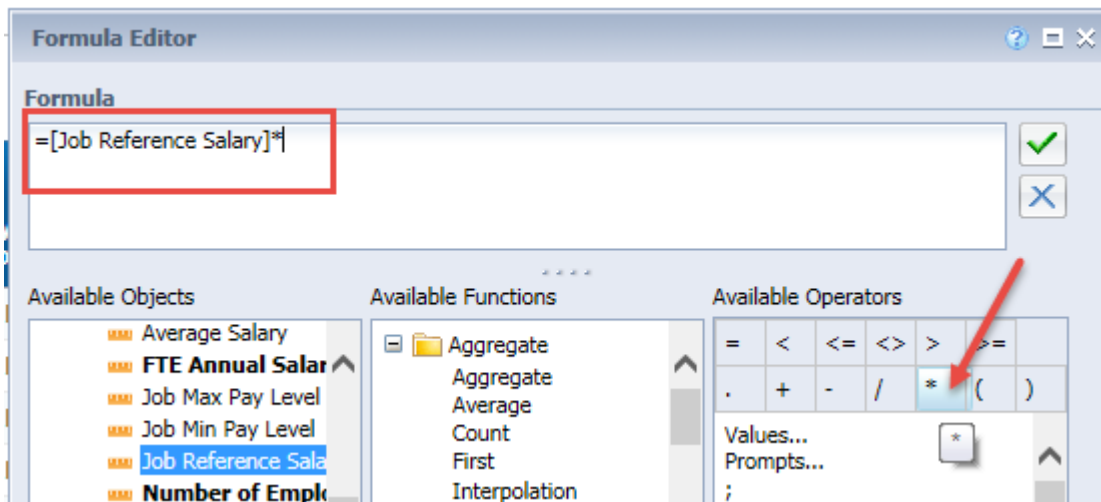 Formula Editor
Formula
=[Job Reference Salary]*
Available Objects
Average Salary
FTE Annual Salar
Job Max Pay Level
Job Min Pay Level
Job Reference Sala
Number of Emplo
Available Functions
Aggregate
Aggregate
Average
Count
First
Interpolation
Available Operators
= < <= <> > >=
. + - / * ( )
*
Values...
Prompts...
;